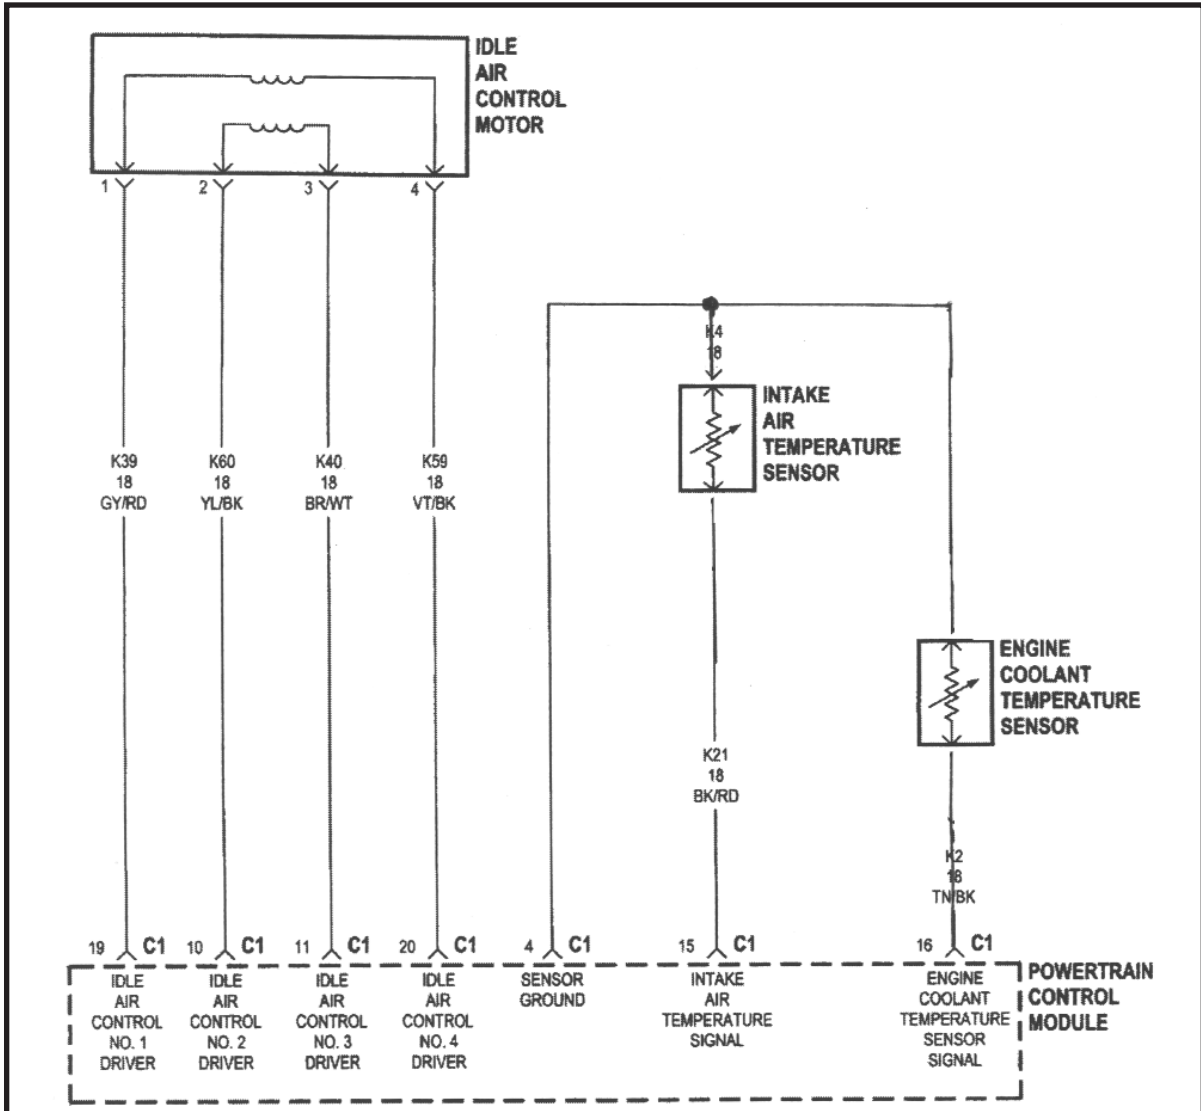 IDLE
AIR
CONTROL
MOTOR
1
2
3
4
K4
18
INTAKE
AIR
TEMPERATURE
SENSOR
K39
18
GY/RD
K60
18
YL/BK
K40
18
BR/WT
K59
18
VT/BK
ENGINE
COOLANT
TEMPERATURE
SENSOR
K21
18
BK/RD
K2
18
TN/BK
19 C1
10 C1
11 C1
20 C1
4 C1
15 C1
16 C1
IDLE
AIR
CONTROL
NO. 1
DRIVER
IDLE
AIR
CONTROL
NO. 2
DRIVER
IDLE
AIR
CONTROL
NO. 3
DRIVER
IDLE
AIR
CONTROL
NO. 4
DRIVER
SENSOR
GROUND
INTAKE
AIR
TEMPERATURE
SIGNAL
ENGINE
COOLANT
TEMPERATURE
SENSOR
SIGNAL
POWERTRAIN
CONTROL
MODULE